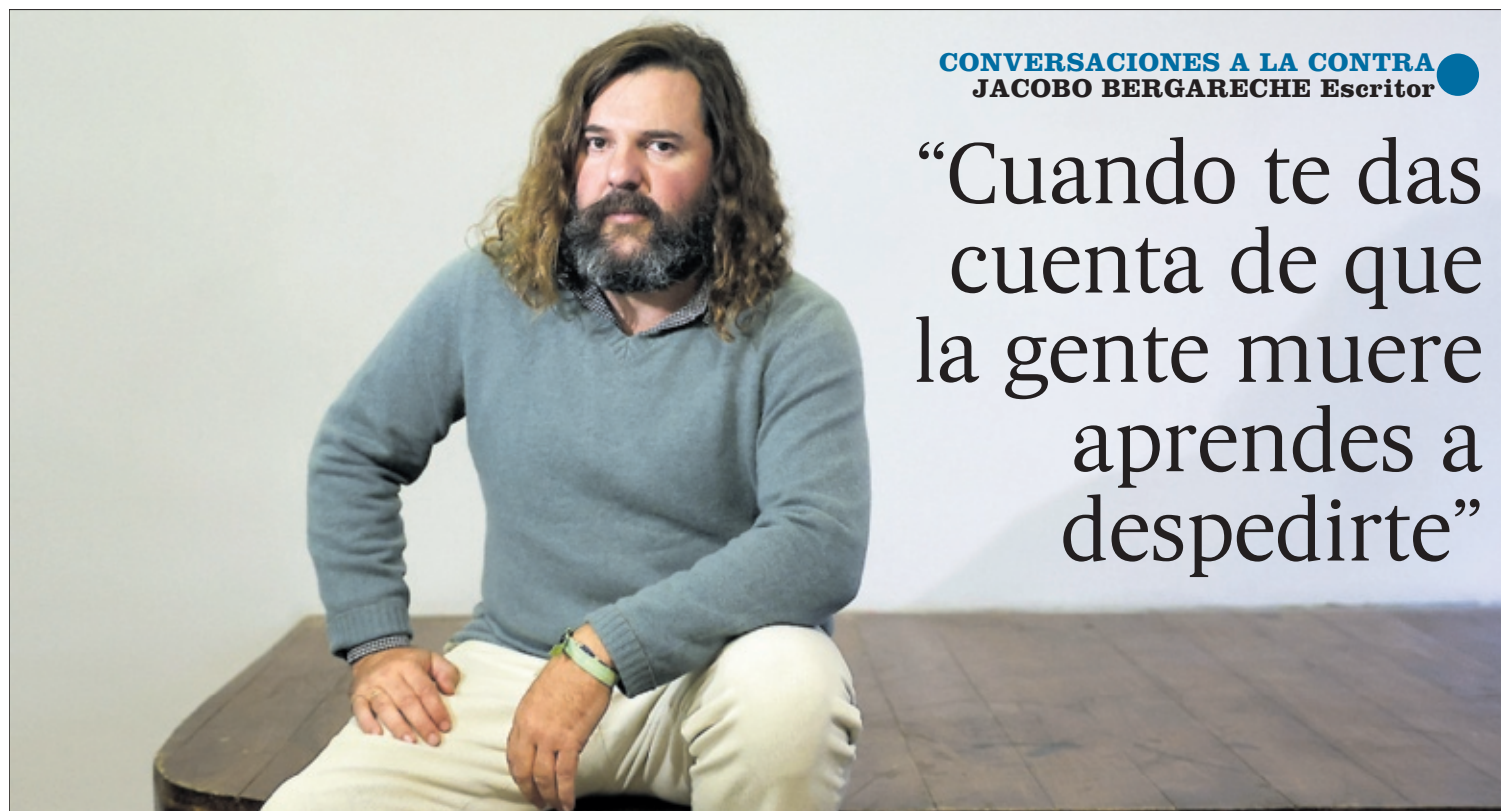 CONVERSACIONES A LA CONTRA
JACOBO BERGARECHE Escritor
“Cuando te das
cuenta de que
la gente muere
aprendes a
despedirte”